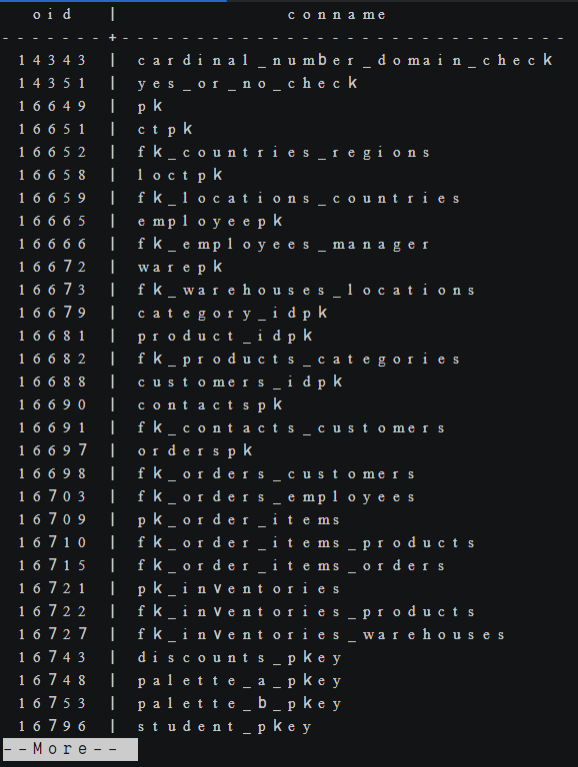 oid | conname
-------+------------------------------
14343 | cardinal_number_domain_check
14351 | yes_or_no_check
16649 | pk
16651 | ctpk
16652 | fk_countries_regions
16658 | loctpk
16659 | fk_locations_countries
16665 | employeepk
16666 | fk_employees_manager
16672 | warepk
16673 | fk_warehouses_locations
16679 | category_idpk
16681 | product_idpk
16682 | fk_products_categories
16688 | customers_idpk
16690 | contactspk
16691 | fk_contacts_customers
16697 | orderspk
16698 | fk_orders_customers
16703 | fk_orders_employees
16709 | pk_order_items
16710 | fk_order_items_products
16715 | fk_order_items_orders
16721 | pk_inventories
16722 | fk_inventories_products
16727 | fk_inventories_warehouses
16743 | discounts_pkey
16748 | palette_a_pkey
16753 | palette_b_pkey
16796 | student_pkey
--More--